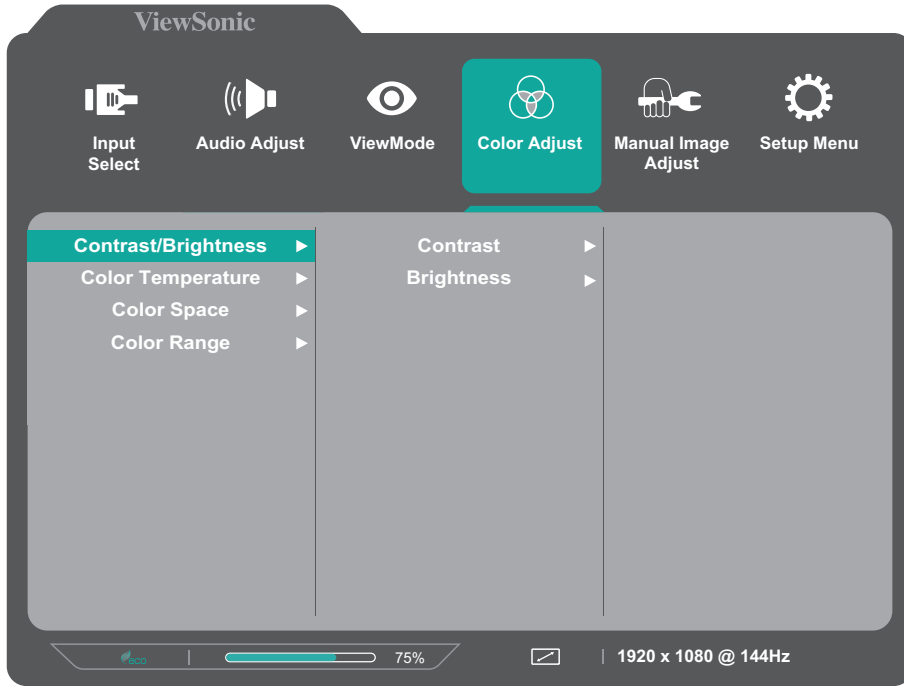 ViewSonic
Input
Select
Audio Adjust
ViewMode
Color Adjust
Manual Image
Adjust
Setup Menu
Contrast/Brightness
Color Temperature
Color Space
Color Range
Contrast
Brightness
eco
75%
1920 x 1080 @ 144Hz